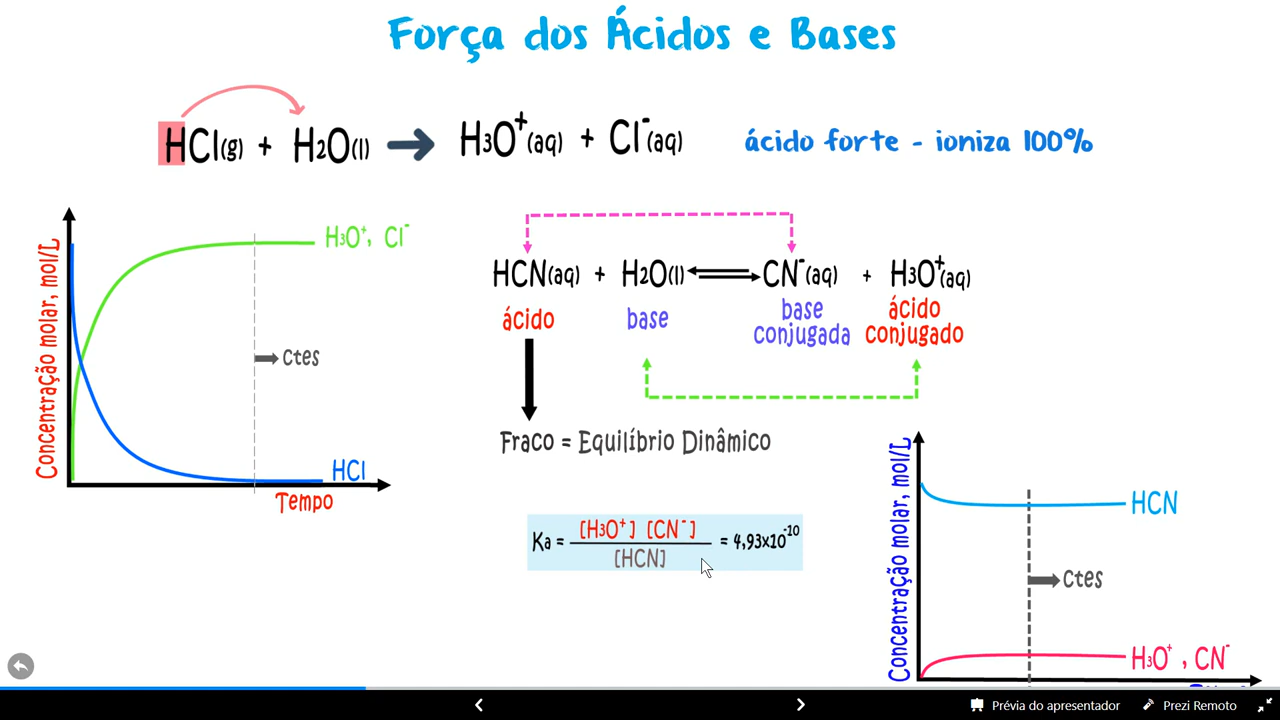 Força dos Ácidos e Bases
HCl(g) + H2O(l) → H3O+(aq) + Cl-(aq)
ácido forte - ioniza 100%
Concentração molar, mol/L
H3O+, Cl-
Ctes
HCl
Tempo
HCN(aq) + H2O(l) ⇌ CN-(aq) + H3O+(aq)
ácido
base
base
conjugada
ácido
conjugado
Fraco = Equilíbrio Dinâmico
Ka = [H3O+] [CN-] / [HCN] = 4,93x10-10
Concentração molar, mol/L
HCN
Ctes
H3O+ , CN-
Prévia do apresentador
Prezi Remoto